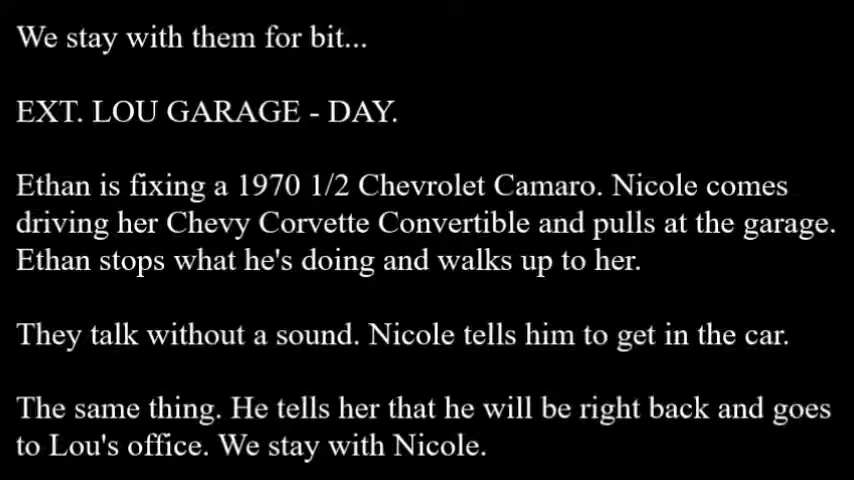 We stay with them for bit...
EXT. LOU GARAGE - DAY.
Ethan is fixing a 1970 1/2 Chevrolet Camaro. Nicole comes
driving her Chevy Corvette Convertible and pulls at the garage.
Ethan stops what he's doing and walks up to her.
They talk without a sound. Nicole tells him to get in the car.
The same thing. He tells her that he will be right back and goes
to Lou's office. We stay with Nicole.